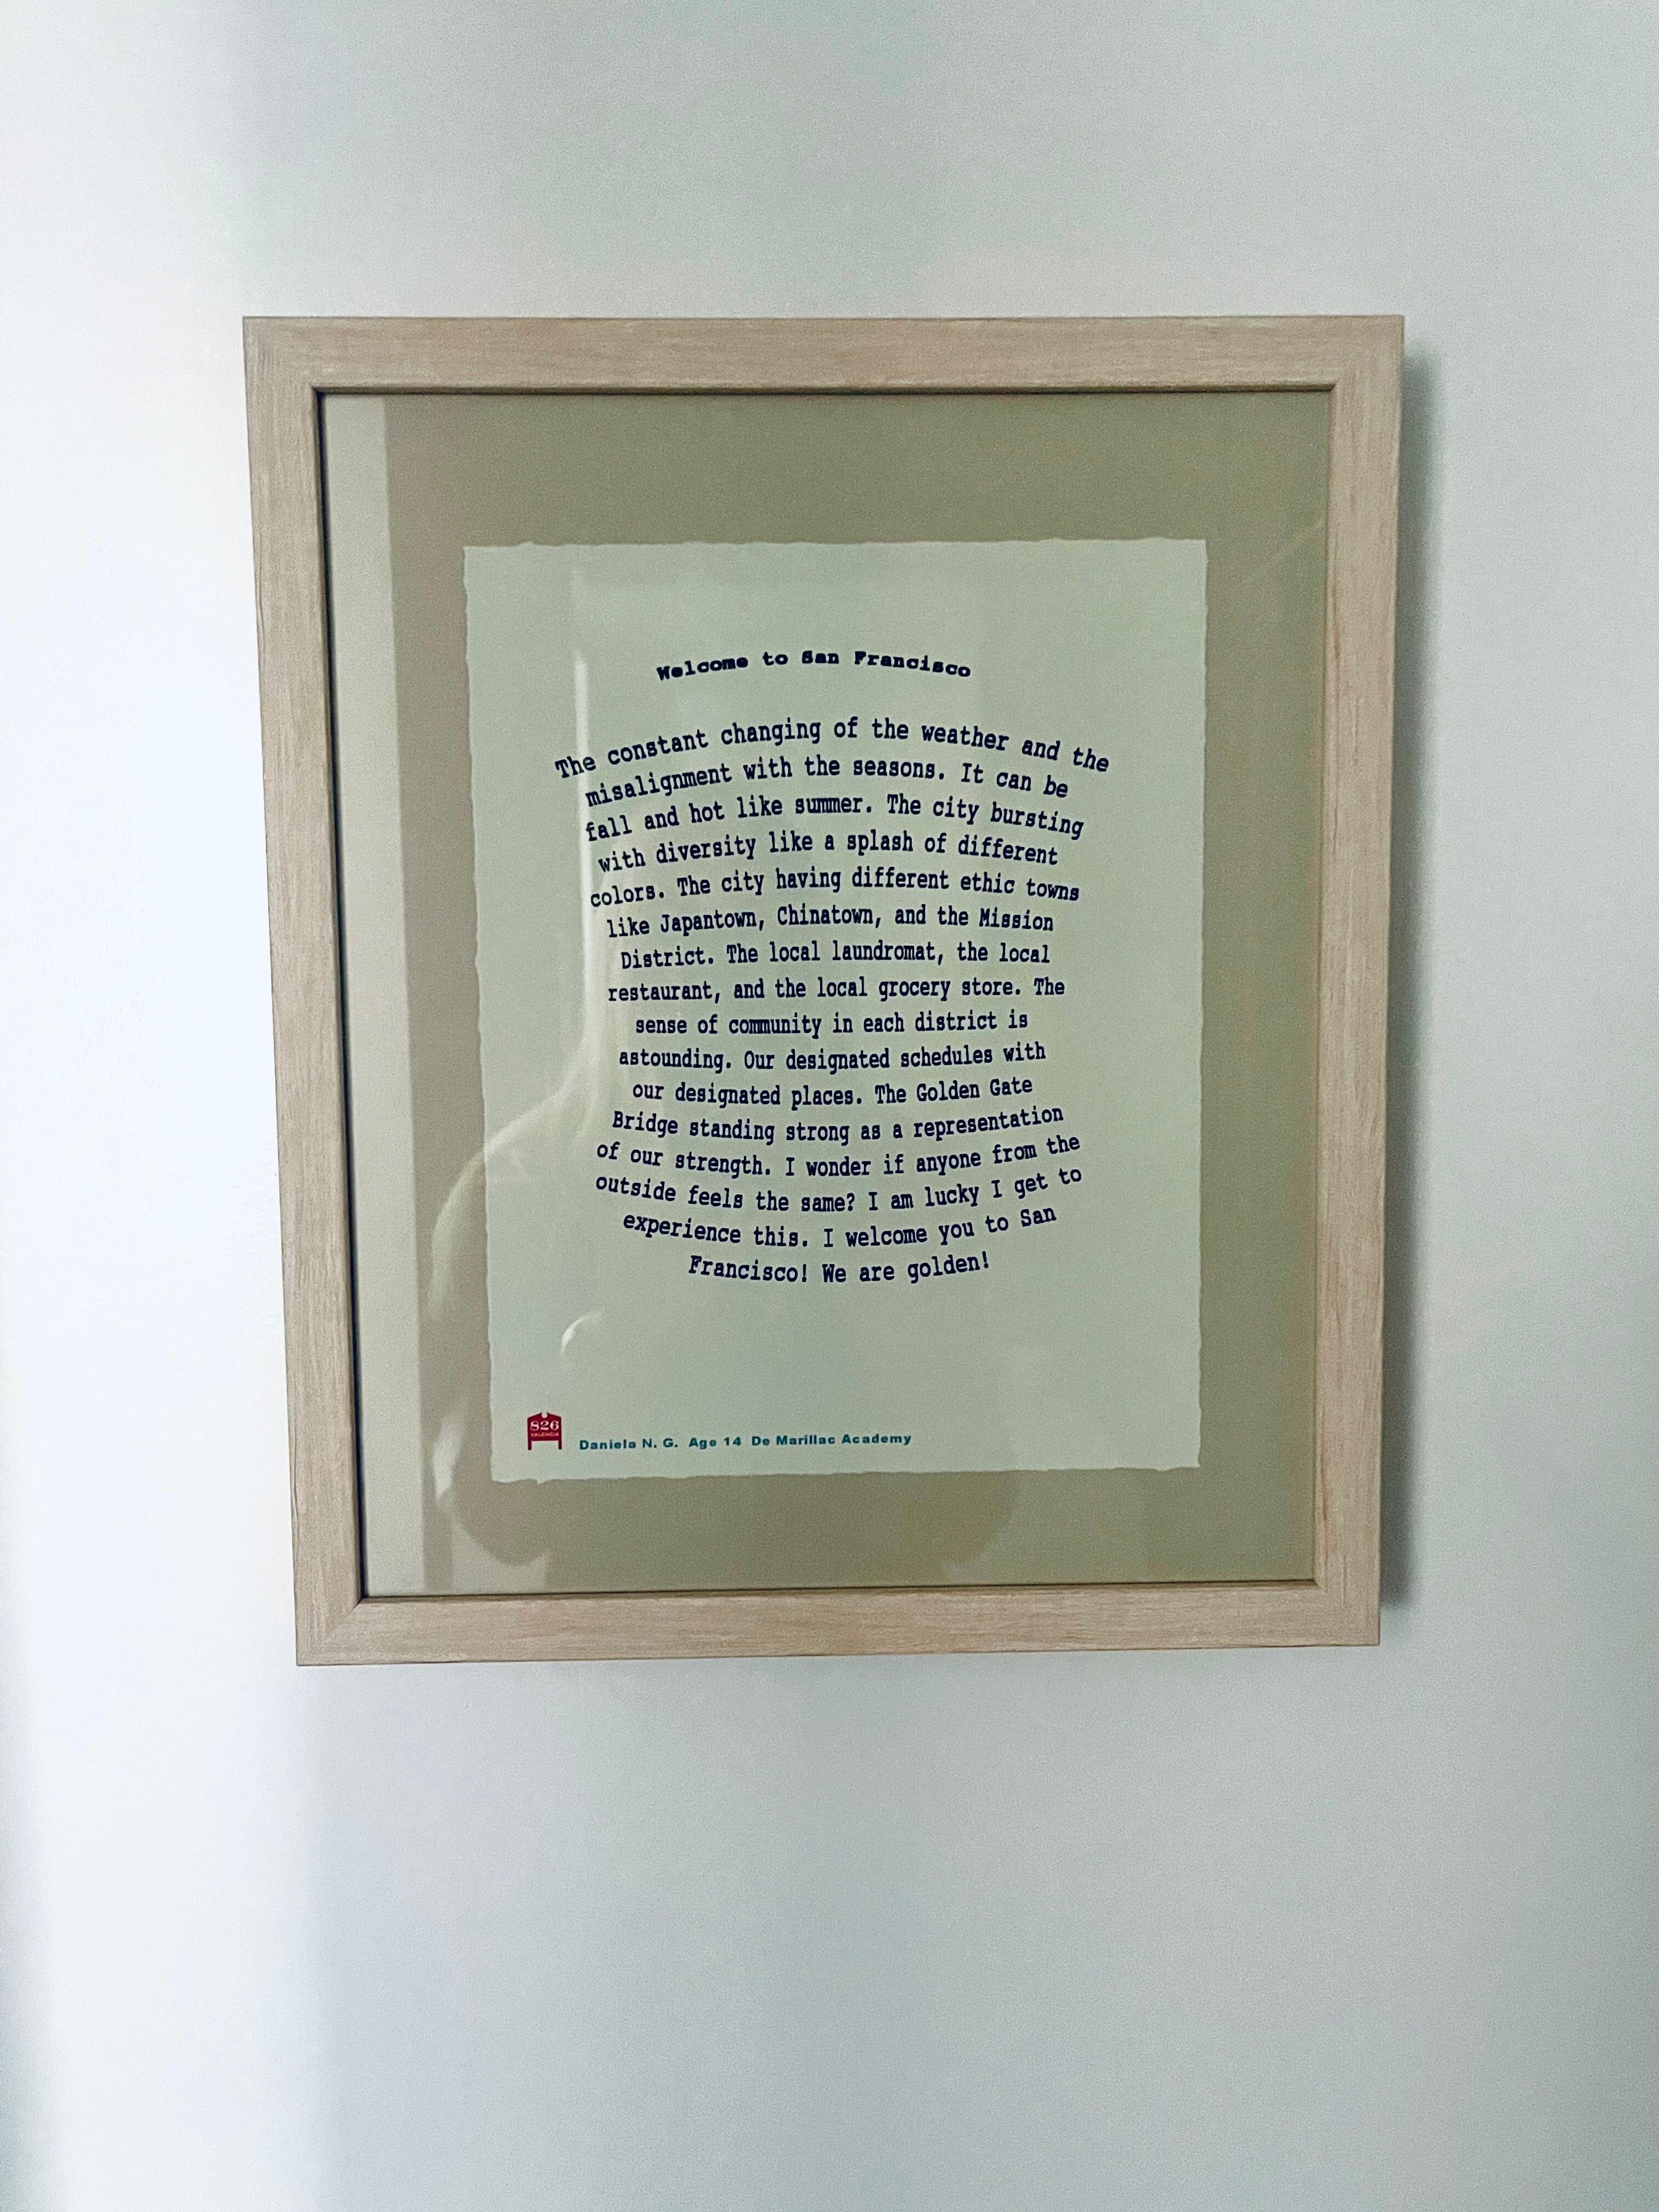 Welcome to San Francisco
The constant changing of the weather and the
misalignment with the seasons. It can be
fall and hot like summer. The city bursting
with diversity like a splash of different
colors. The city having different ethic towns
like Japantown, Chinatown, and the Mission
District. The local laundromat, the local
restaurant, and the local grocery store. The
sense of community in each district is
astounding. Our designated schedules with
our designated places. The Golden Gate
Bridge standing strong as a representation
of our strength. I wonder if anyone from the
outside feels the same? I am lucky I get to
experience this. I welcome you to San
Francisco! We are golden!
826
VALENCIA
Daniela N. G. Age 14 De Marillac Academy